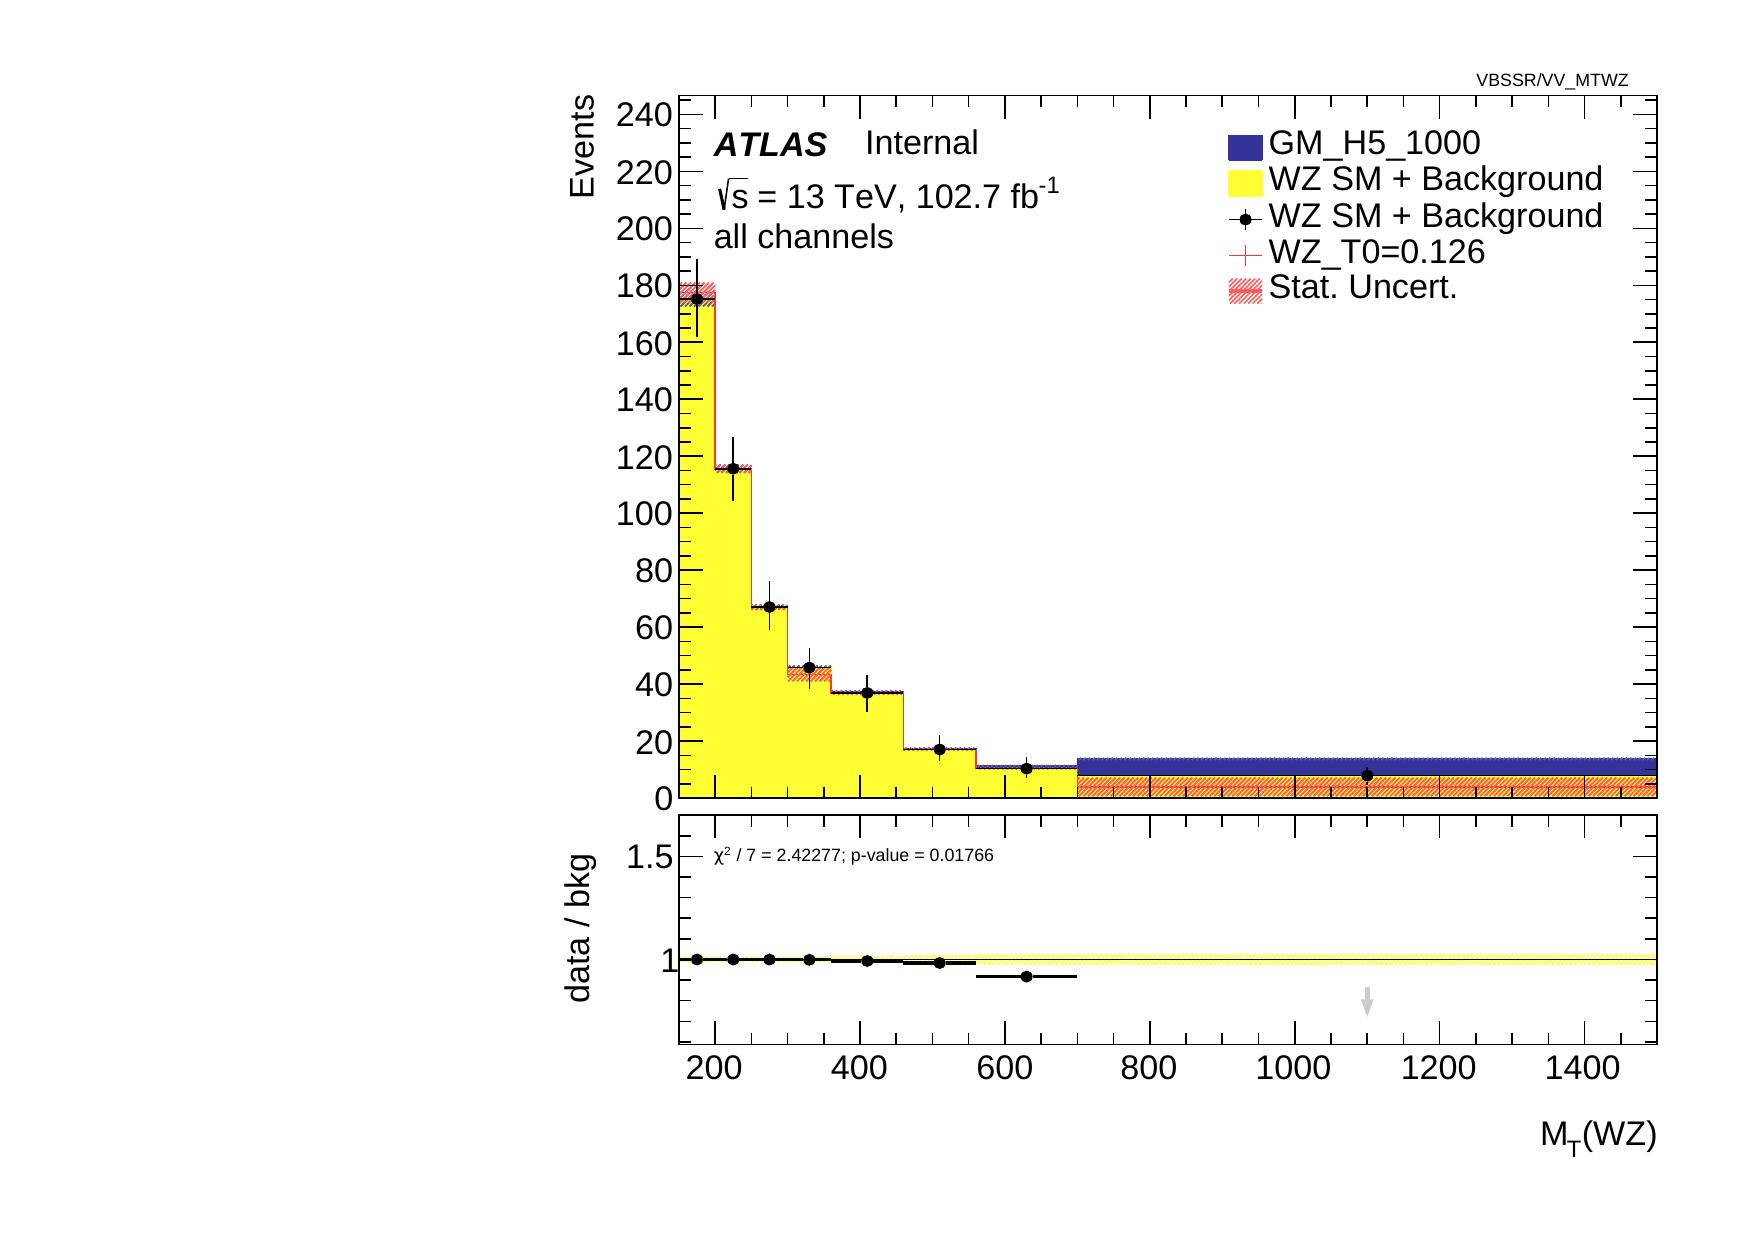 VBSSR/VV_MTWZ
Events
240
220
200
180
160
140
120
100
80
60
40
20
0
ATLAS Internal
√s = 13 TeV, 102.7 fb-1
all channels
GM_H5_1000
WZ SM + Background
WZ SM + Background
WZ_T0=0.126
Stat. Uncert.
data / bkg
1.5
1
χ² / 7 = 2.42277; p-value = 0.01766
200 400 600 800 1000 1200 1400
MT(WZ)